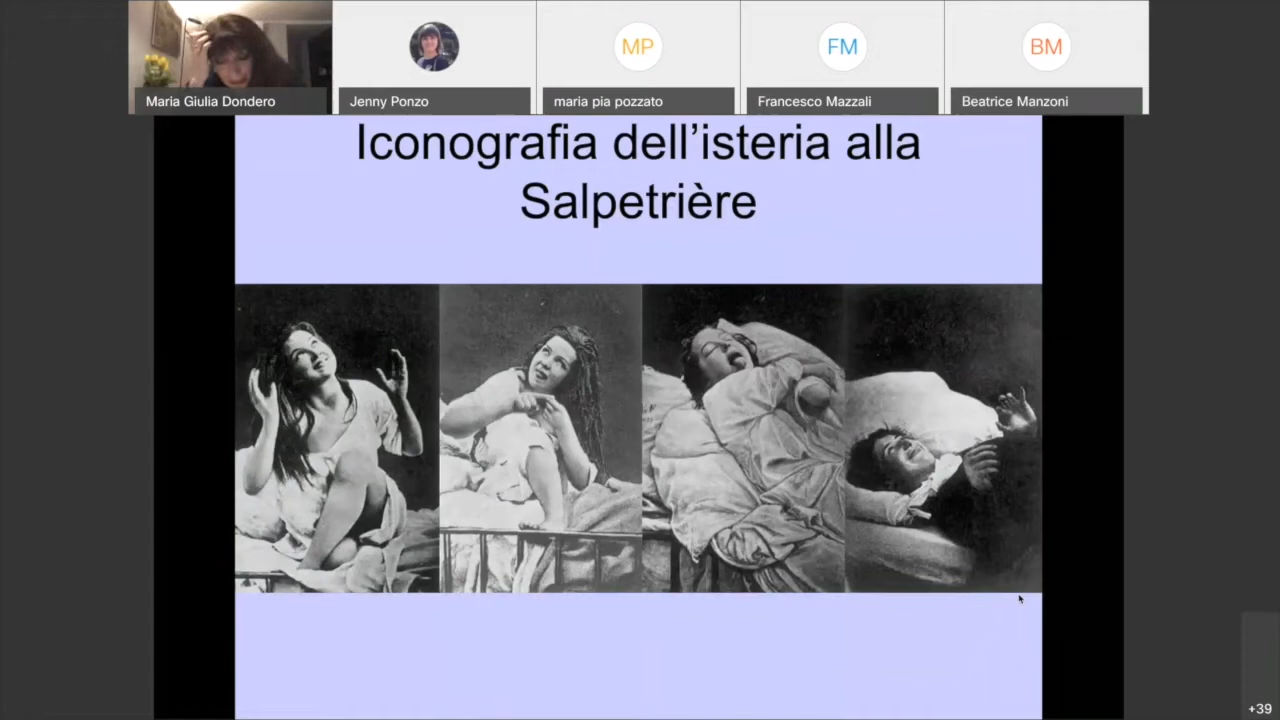 Maria Giulia Dondero
Jenny Ponzo
MP
maria pia pozzato
FM
Francesco Mazzali
BM
Beatrice Manzoni
Iconografia dell’isteria alla
Salpetrière
+39